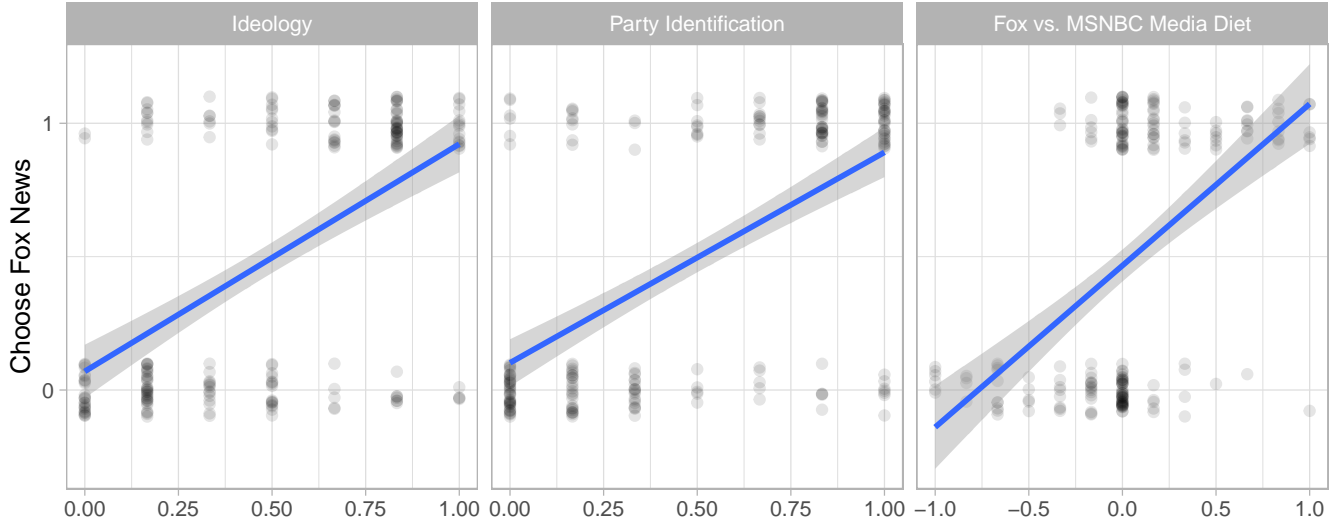 Ideology
Party Identification
Fox vs. MSNBC Media Diet
Choose Fox News
1
0
0.00 0.25 0.50 0.75 1.00
0.00 0.25 0.50 0.75 1.00
−1.0 −0.5 0.0 0.5 1.0